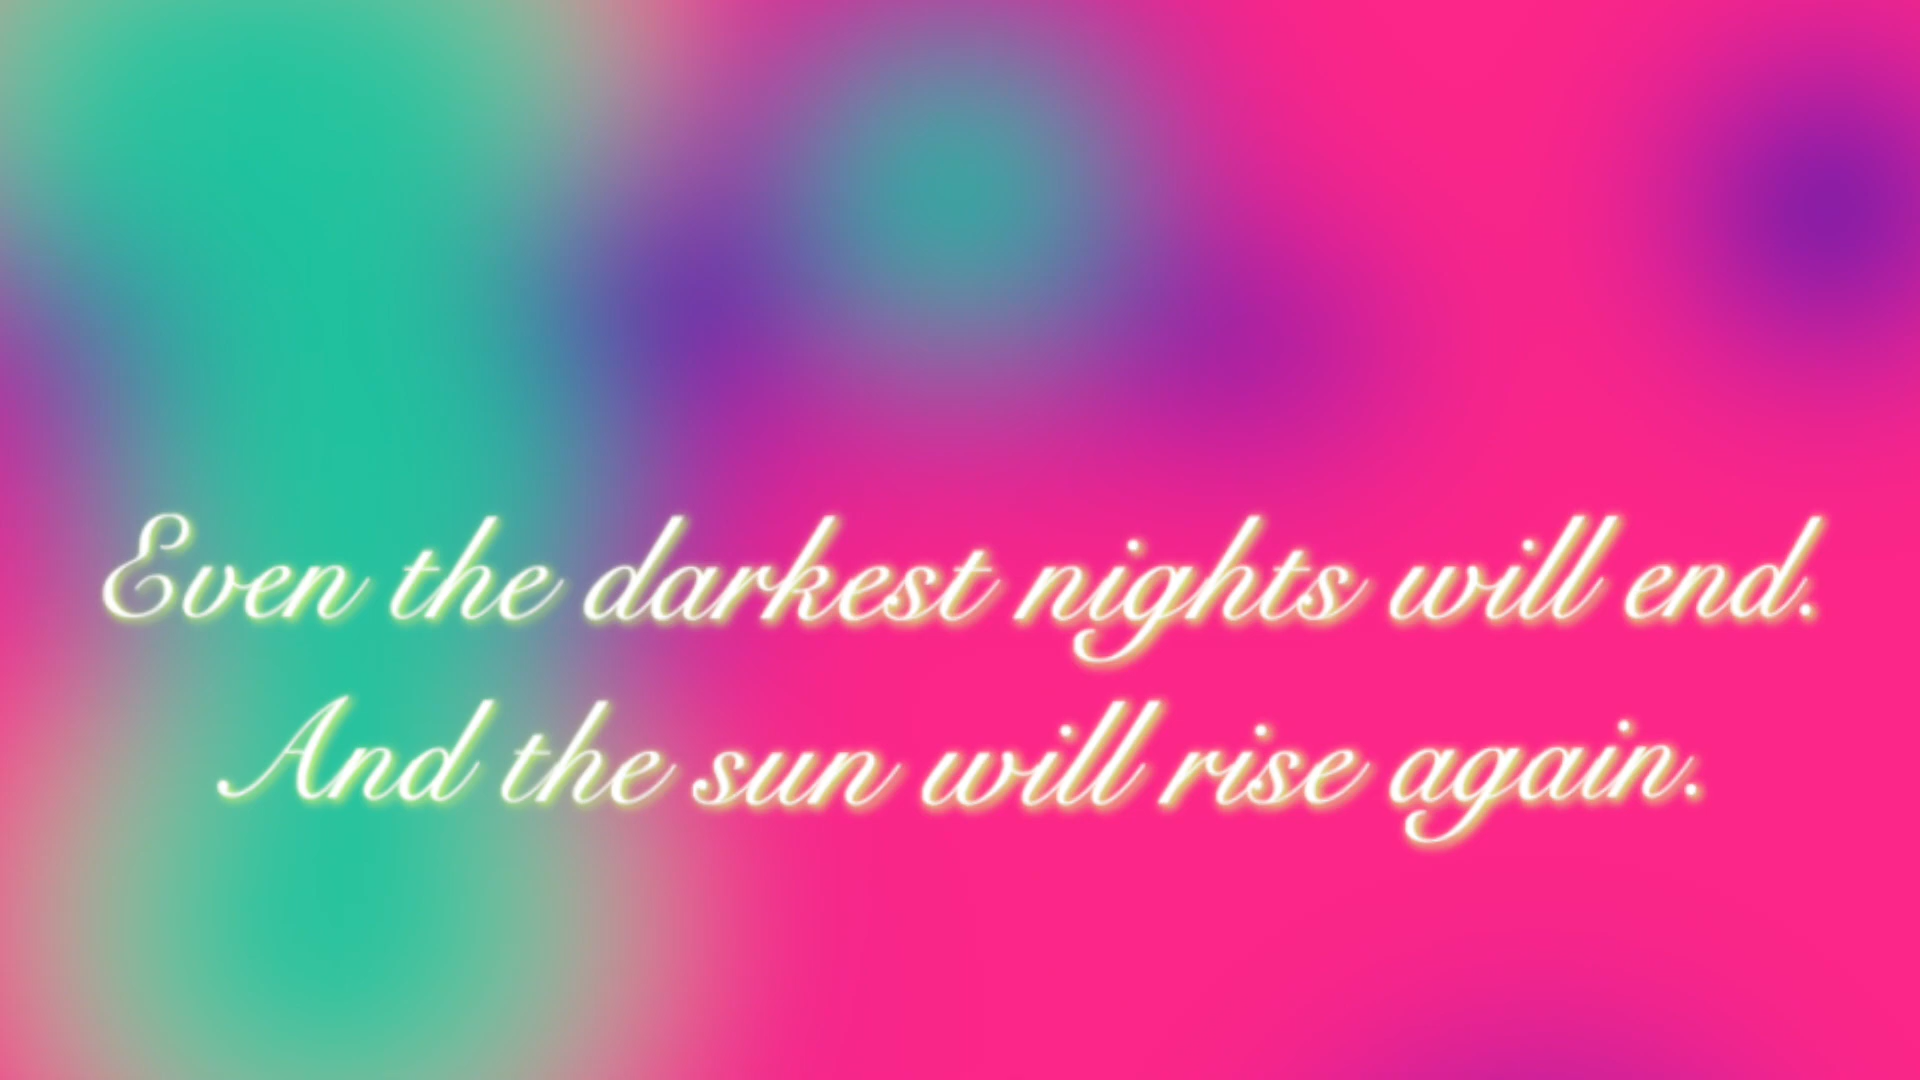 Even the darkest nights will end.
And the sun will rise again.